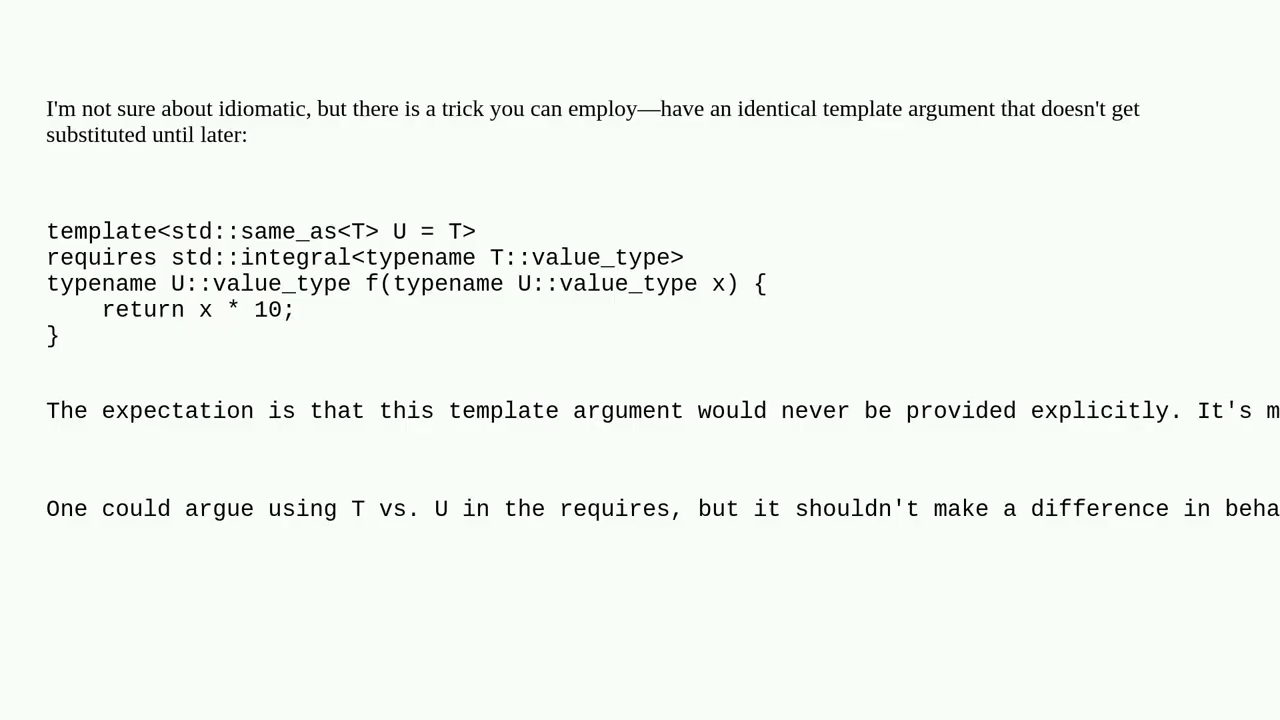 I'm not sure about idiomatic, but there is a trick you can employ—have an identical template argument that doesn't get
substituted until later:
template<std::same_as<T> U = T>
requires std::integral<typename T::value_type>
typename U::value_type f(typename U::value_type x) {
    return x * 10;
}
The expectation is that this template argument would never be provided explicitly. It's
One could argue using T vs. U in the requires, but it shouldn't make a difference in